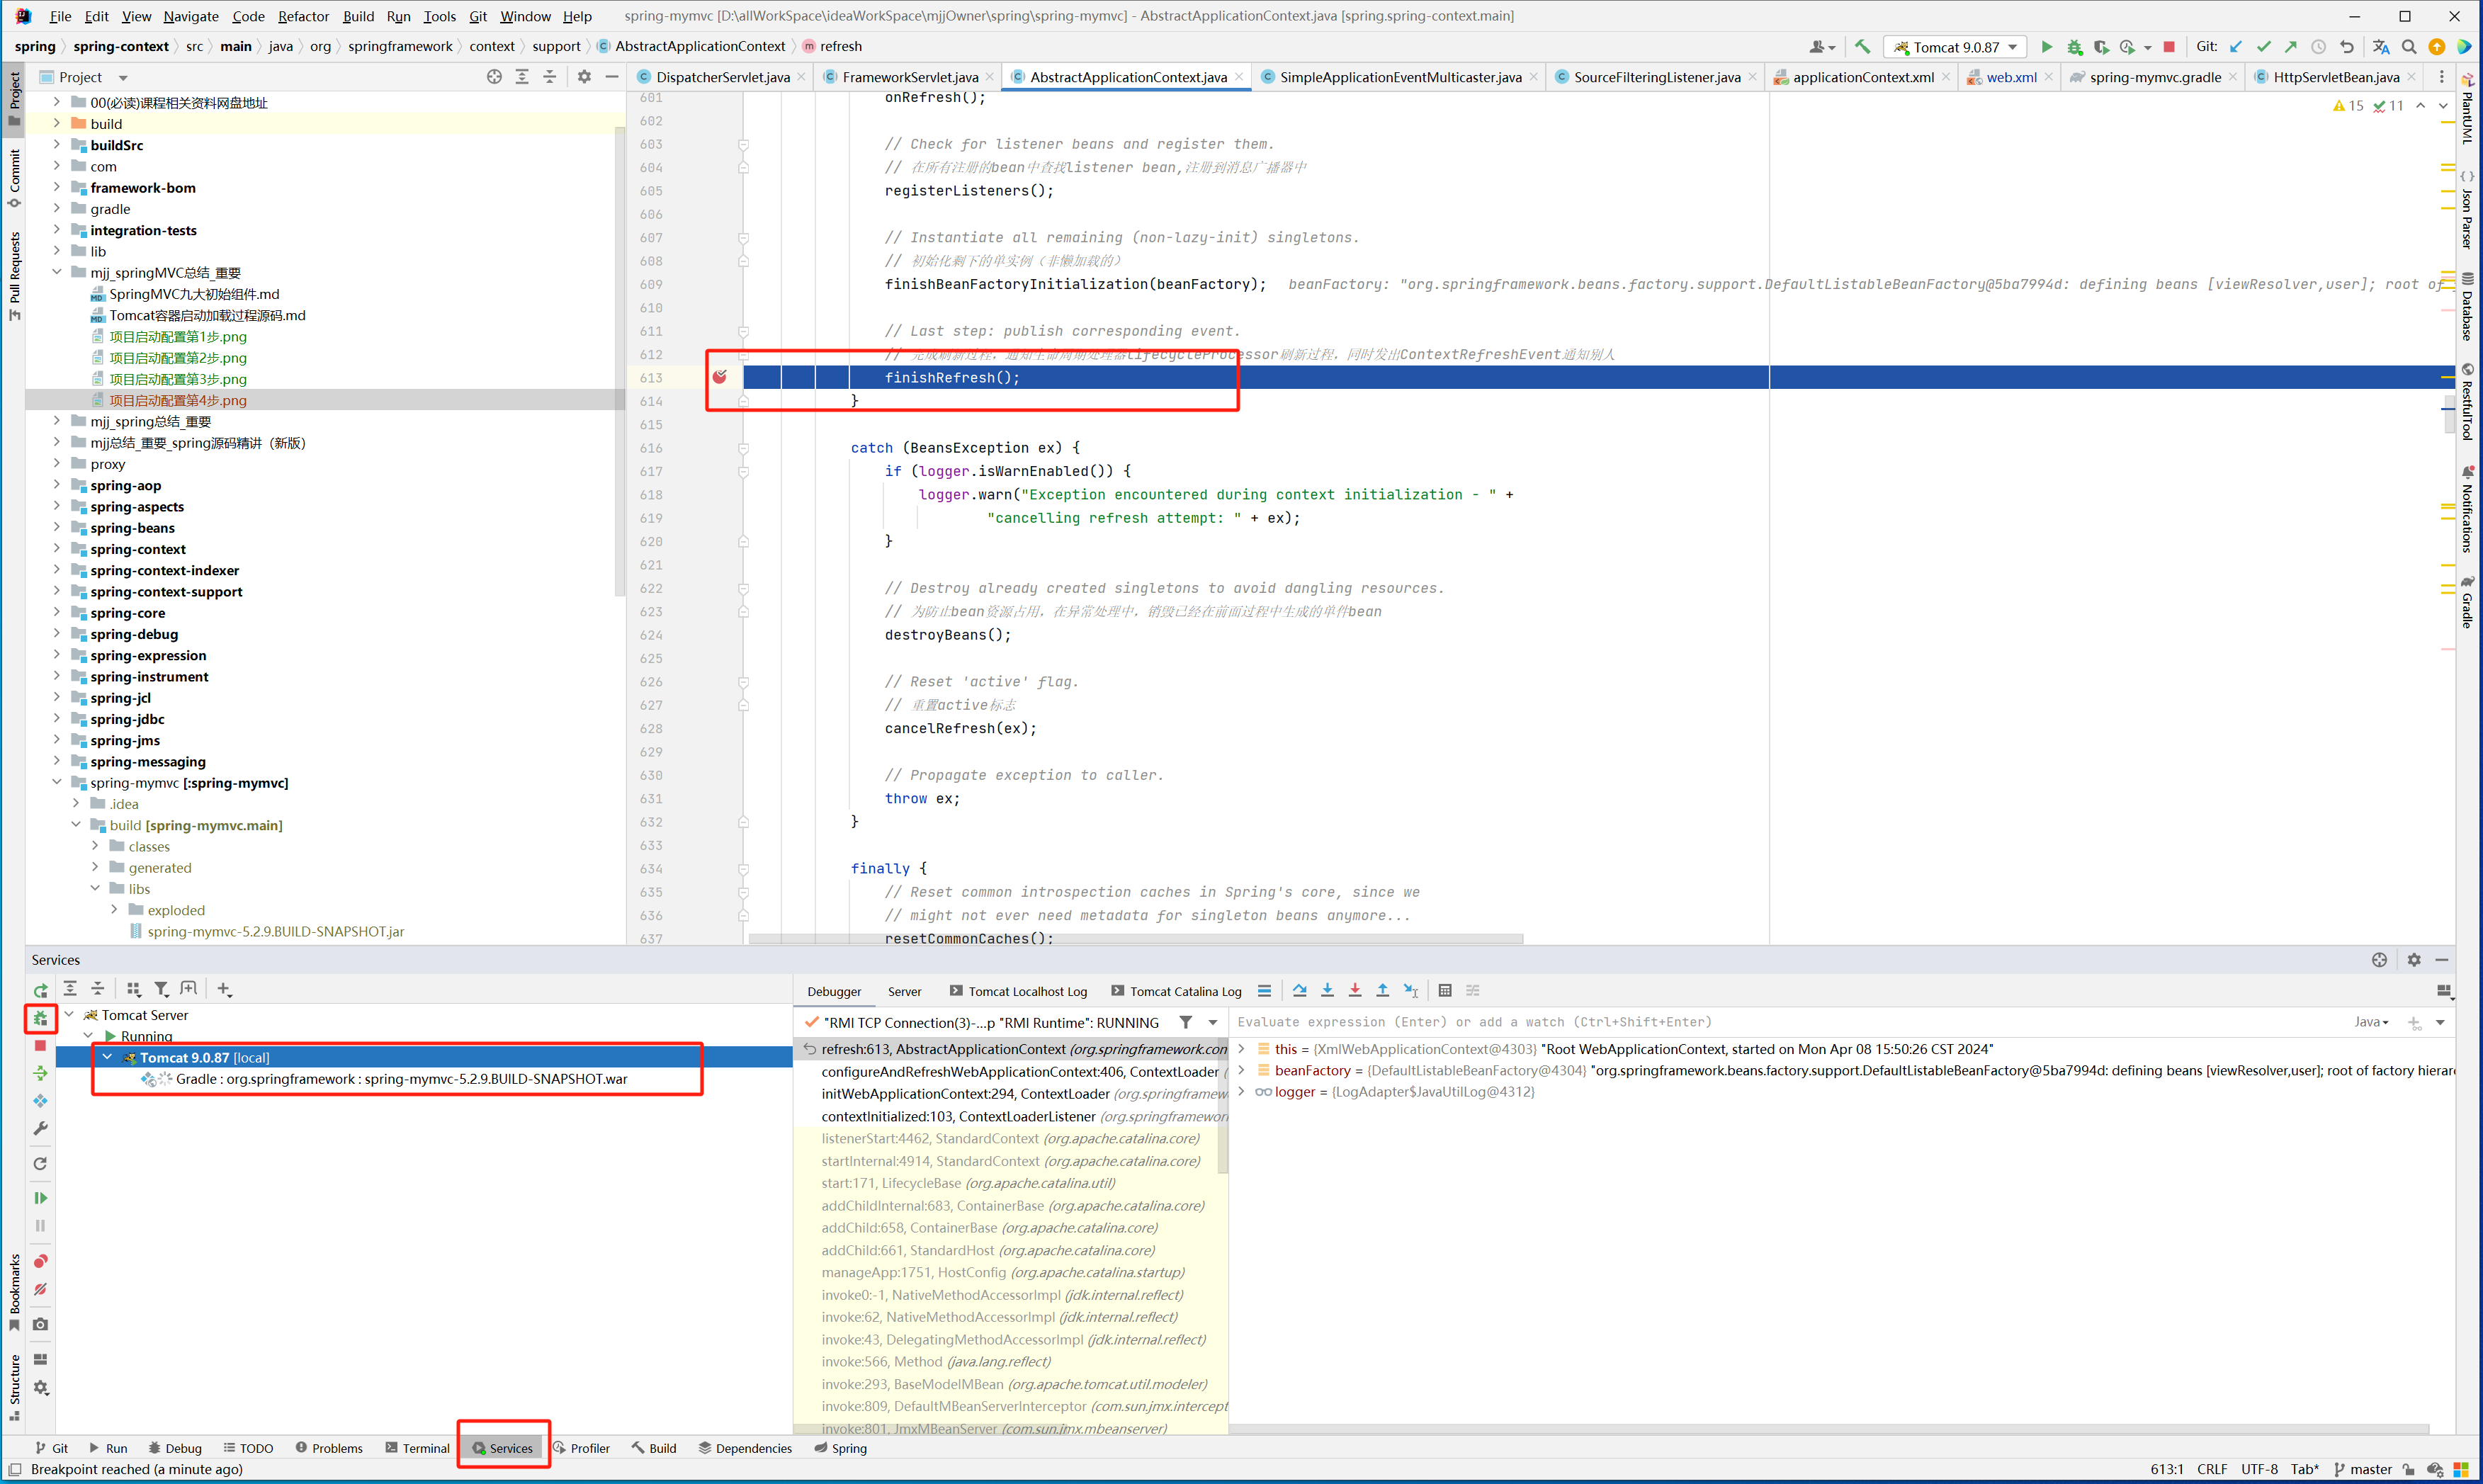 File Edit View Navigate Code Refactor Build Run Tools Git Window Help spring-mymvc [D:\allWorkSpace\ideaWorkSpace\mjjOwner\spring\spring-mymvc] - AbstractApplicationContext.java [spring.spring-context.main]
spring spring-context src main java org springframework context support AbstractApplicationContext refresh Tomcat 9.0.87 Git:
Project
DispatcherServlet.java FrameworkServlet.java AbstractApplicationContext.java SimpleApplicationEventMulticaster.java SourceFilteringListener.java applicationContext.xml web.xml spring-mymvc.gradle HttpServletBean.java
Project
Commit
Pull Requests
Bookmarks
Structure
00(必读)课程相关资料网盘地址
build
buildSrc
com
framework-bom
gradle
integration-tests
lib
mjj_springMVC总结_重要
SpringMVC九大初始组件.md
Tomcat容器启动加载过程源码.md
项目启动配置第1步.png
项目启动配置第2步.png
项目启动配置第3步.png
项目启动配置第4步.png
mjj_spring总结_重要
mjj总结_重要_spring源码精讲（新版）
proxy
spring-aop
spring-aspects
spring-beans
spring-context
spring-context-indexer
spring-context-support
spring-core
spring-debug
spring-expression
spring-instrument
spring-jcl
spring-jdbc
spring-jms
spring-messaging
spring-mymvc [:spring-mymvc]
.idea
build [spring-mymvc.main]
classes
generated
libs
exploded
spring-mymvc-5.2.9.BUILD-SNAPSHOT.jar
15 11
601 onRefresh();
602
603 // Check for listener beans and register them.
604 // 在所有注册的bean中查找listener bean,注册到消息广播器中
605 registerListeners();
606
607 // Instantiate all remaining (non-lazy-init) singletons.
608 // 初始化剩下的单实例（非懒加载的）
609 finishBeanFactoryInitialization(beanFactory); beanFactory: "org.springframework.beans.factory.support.DefaultListableBeanFactory@5ba7994d: defining beans [viewResolver,user]; root of
610
611 // Last step: publish corresponding event.
612 // 完成刷新过程，通知生命周期处理器lifecycleProcessor刷新过程，同时发出ContextRefreshEvent通知别人
613 finishRefresh();
614 }
615
616 catch (BeansException ex) {
617 if (logger.isWarnEnabled()) {
618 logger.warn("Exception encountered during context initialization - " +
619 "cancelling refresh attempt: " + ex);
620 }
621
622 // Destroy already created singletons to avoid dangling resources.
623 // 为防止bean资源占用，在异常处理中，销毁已经在前面过程中生成的单件bean
624 destroyBeans();
625
626 // Reset 'active' flag.
627 // 重置active标志
628 cancelRefresh(ex);
629
630 // Propagate exception to caller.
631 throw ex;
632 }
633
634 finally {
635 // Reset common introspection caches in Spring's core, since we
636 // might not ever need metadata for singleton beans anymore...
637 resetCommonCaches();
PlantUML
Json Parser
Database
RestfulTool
Notifications
Gradle
Services
Tomcat Server
Running
Tomcat 9.0.87 [local]
Gradle : org.springframework : spring-mymvc-5.2.9.BUILD-SNAPSHOT.war
Debugger Server Tomcat Localhost Log Tomcat Catalina Log
"RMI TCP Connection(3)-...p "RMI Runtime": RUNNING
refresh:613, AbstractApplicationContext (org.springframework.con
configureAndRefreshWebApplicationContext:406, ContextLoader (
initWebApplicationContext:294, ContextLoader (org.springframew
contextInitialized:103, ContextLoaderListener (org.springframewor
listenerStart:4462, StandardContext (org.apache.catalina.core)
startInternal:4914, StandardContext (org.apache.catalina.core)
start:171, LifecycleBase (org.apache.catalina.util)
addChildInternal:683, ContainerBase (org.apache.catalina.core)
addChild:658, ContainerBase (org.apache.catalina.core)
addChild:661, StandardHost (org.apache.catalina.core)
manageApp:1751, HostConfig (org.apache.catalina.startup)
invoke0:-1, NativeMethodAccessorImpl (jdk.internal.reflect)
invoke:62, NativeMethodAccessorImpl (jdk.internal.reflect)
invoke:43, DelegatingMethodAccessorImpl (jdk.internal.reflect)
invoke:566, Method (java.lang.reflect)
invoke:293, BaseModelMBean (org.apache.tomcat.util.modeler)
invoke:809, DefaultMBeanServerInterceptor (com.sun.jmx.intercept
invoke:801, JmxMBeanServer (com.sun.jmx.mbeanserver)
Evaluate expression (Enter) or add a watch (Ctrl+Shift+Enter) Java
this = {XmlWebApplicationContext@4303} "Root WebApplicationContext, started on Mon Apr 08 15:50:26 CST 2024"
beanFactory = {DefaultListableBeanFactory@4304} "org.springframework.beans.factory.support.DefaultListableBeanFactory@5ba7994d: defining beans [viewResolver,user]; root of factory hierar
logger = {LogAdapter$JavaUtilLog@4312}
Git Run Debug TODO Problems Terminal Services Profiler Build Dependencies Spring
Breakpoint reached (a minute ago) 613:1 CRLF UTF-8 Tab* master